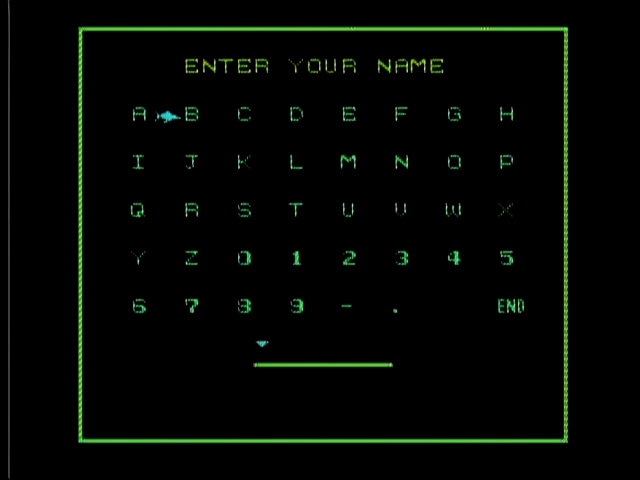 ENTER YOUR NAME
A B C D E F G H
I J K L M N O P
Q R S T U V W X
Y Z 0 1 2 3 4 5
6 7 8 9 - . END